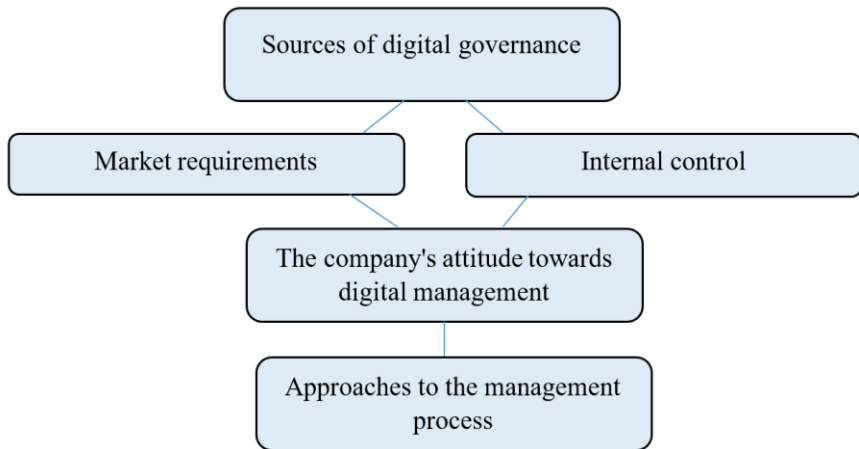 Sources of digital governance
Market requirements
Internal control
The company's attitude towards
digital management
Approaches to the management
process